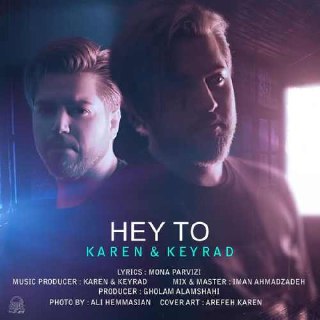 HEY TO
KAREN & KEYRAD
LYRICS : MONA PARVIZI
MUSIC PRODUCER : KAREN & KEYRAD MIX & MASTER : IMAN AHMADZADEH
PRODUCER : GHOLAM ALAMSHAHI
PHOTO BY : ALI HEMMASIAN COVER ART : AREFEH KAREN